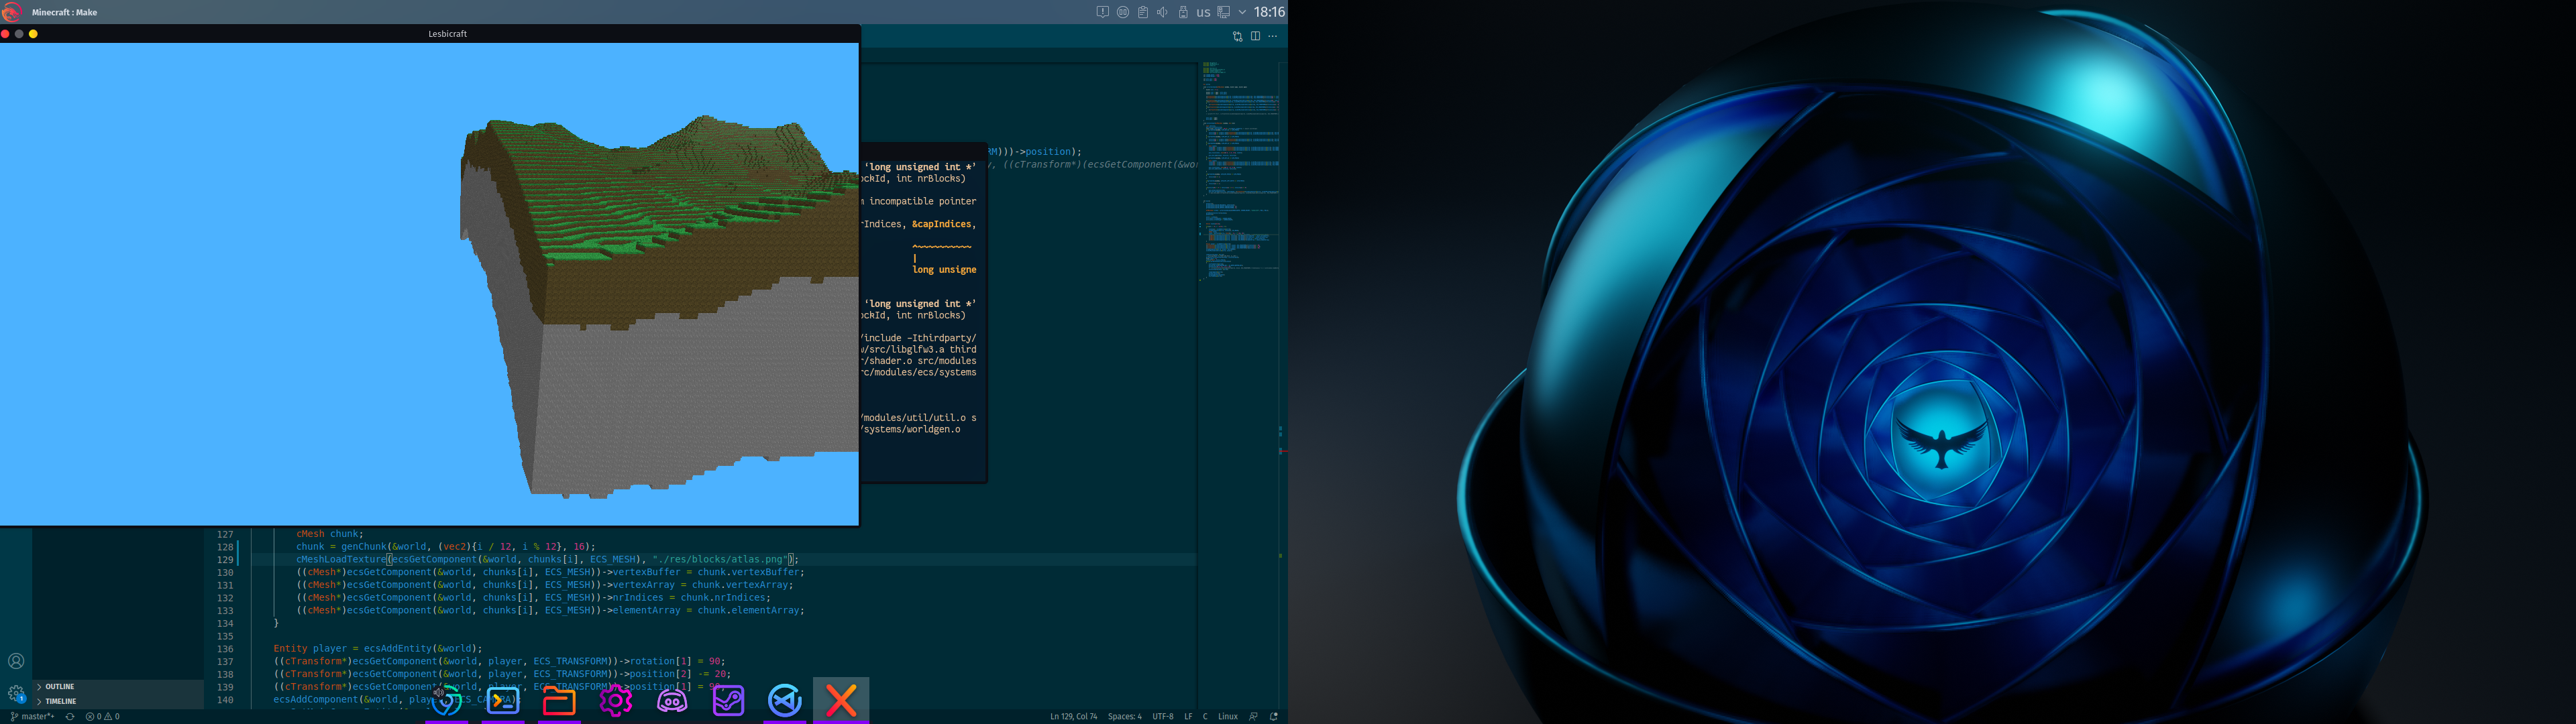 Minecraft : Make
us
18:16
Lesbicraft
RM)))->position);
, ((cTransform*)(ecsGetComponent(&wor
‘long unsigned int *’
ockId, int nrBlocks)
incompatible pointer
rIndices, &capIndices,
^~~~~~~~~~~~
|
long unsigne
‘long unsigned int *’
ockId, int nrBlocks)
/include -Ithirdparty/
w/src/libglfw3.a third
r/shader.o src/modules
rc/modules/ecs/systems
/modules/util/util.o s
/systems/worldgen.o
127 cMesh chunk;
128 chunk = genChunk(&world, (vec2){i / 12, i % 12}, 16);
129 cMeshLoadTexture(ecsGetComponent(&world, chunks[i], ECS_MESH), "./res/blocks/atlas.png");
130 ((cMesh*)ecsGetComponent(&world, chunks[i], ECS_MESH))->vertexBuffer = chunk.vertexBuffer;
131 ((cMesh*)ecsGetComponent(&world, chunks[i], ECS_MESH))->vertexArray = chunk.vertexArray;
132 ((cMesh*)ecsGetComponent(&world, chunks[i], ECS_MESH))->nrIndices = chunk.nrIndices;
133 ((cMesh*)ecsGetComponent(&world, chunks[i], ECS_MESH))->elementArray = chunk.elementArray;
134 }
135
136 Entity player = ecsAddEntity(&world);
137 ((cTransform*)ecsGetComponent(&world, player, ECS_TRANSFORM))->rotation[1] = 90;
138 ((cTransform*)ecsGetComponent(&world, player, ECS_TRANSFORM))->position[2] -= 20;
139 ((cTransform*)ecsGetComponent(&world, player, ECS_TRANSFORM))->position[1] =
140 ecsAddComponent(&world,
OUTLINE
TIMELINE
1
master*+
0
0
Ln 129, Col 74
Spaces: 4
UTF-8
LF
C
Linux